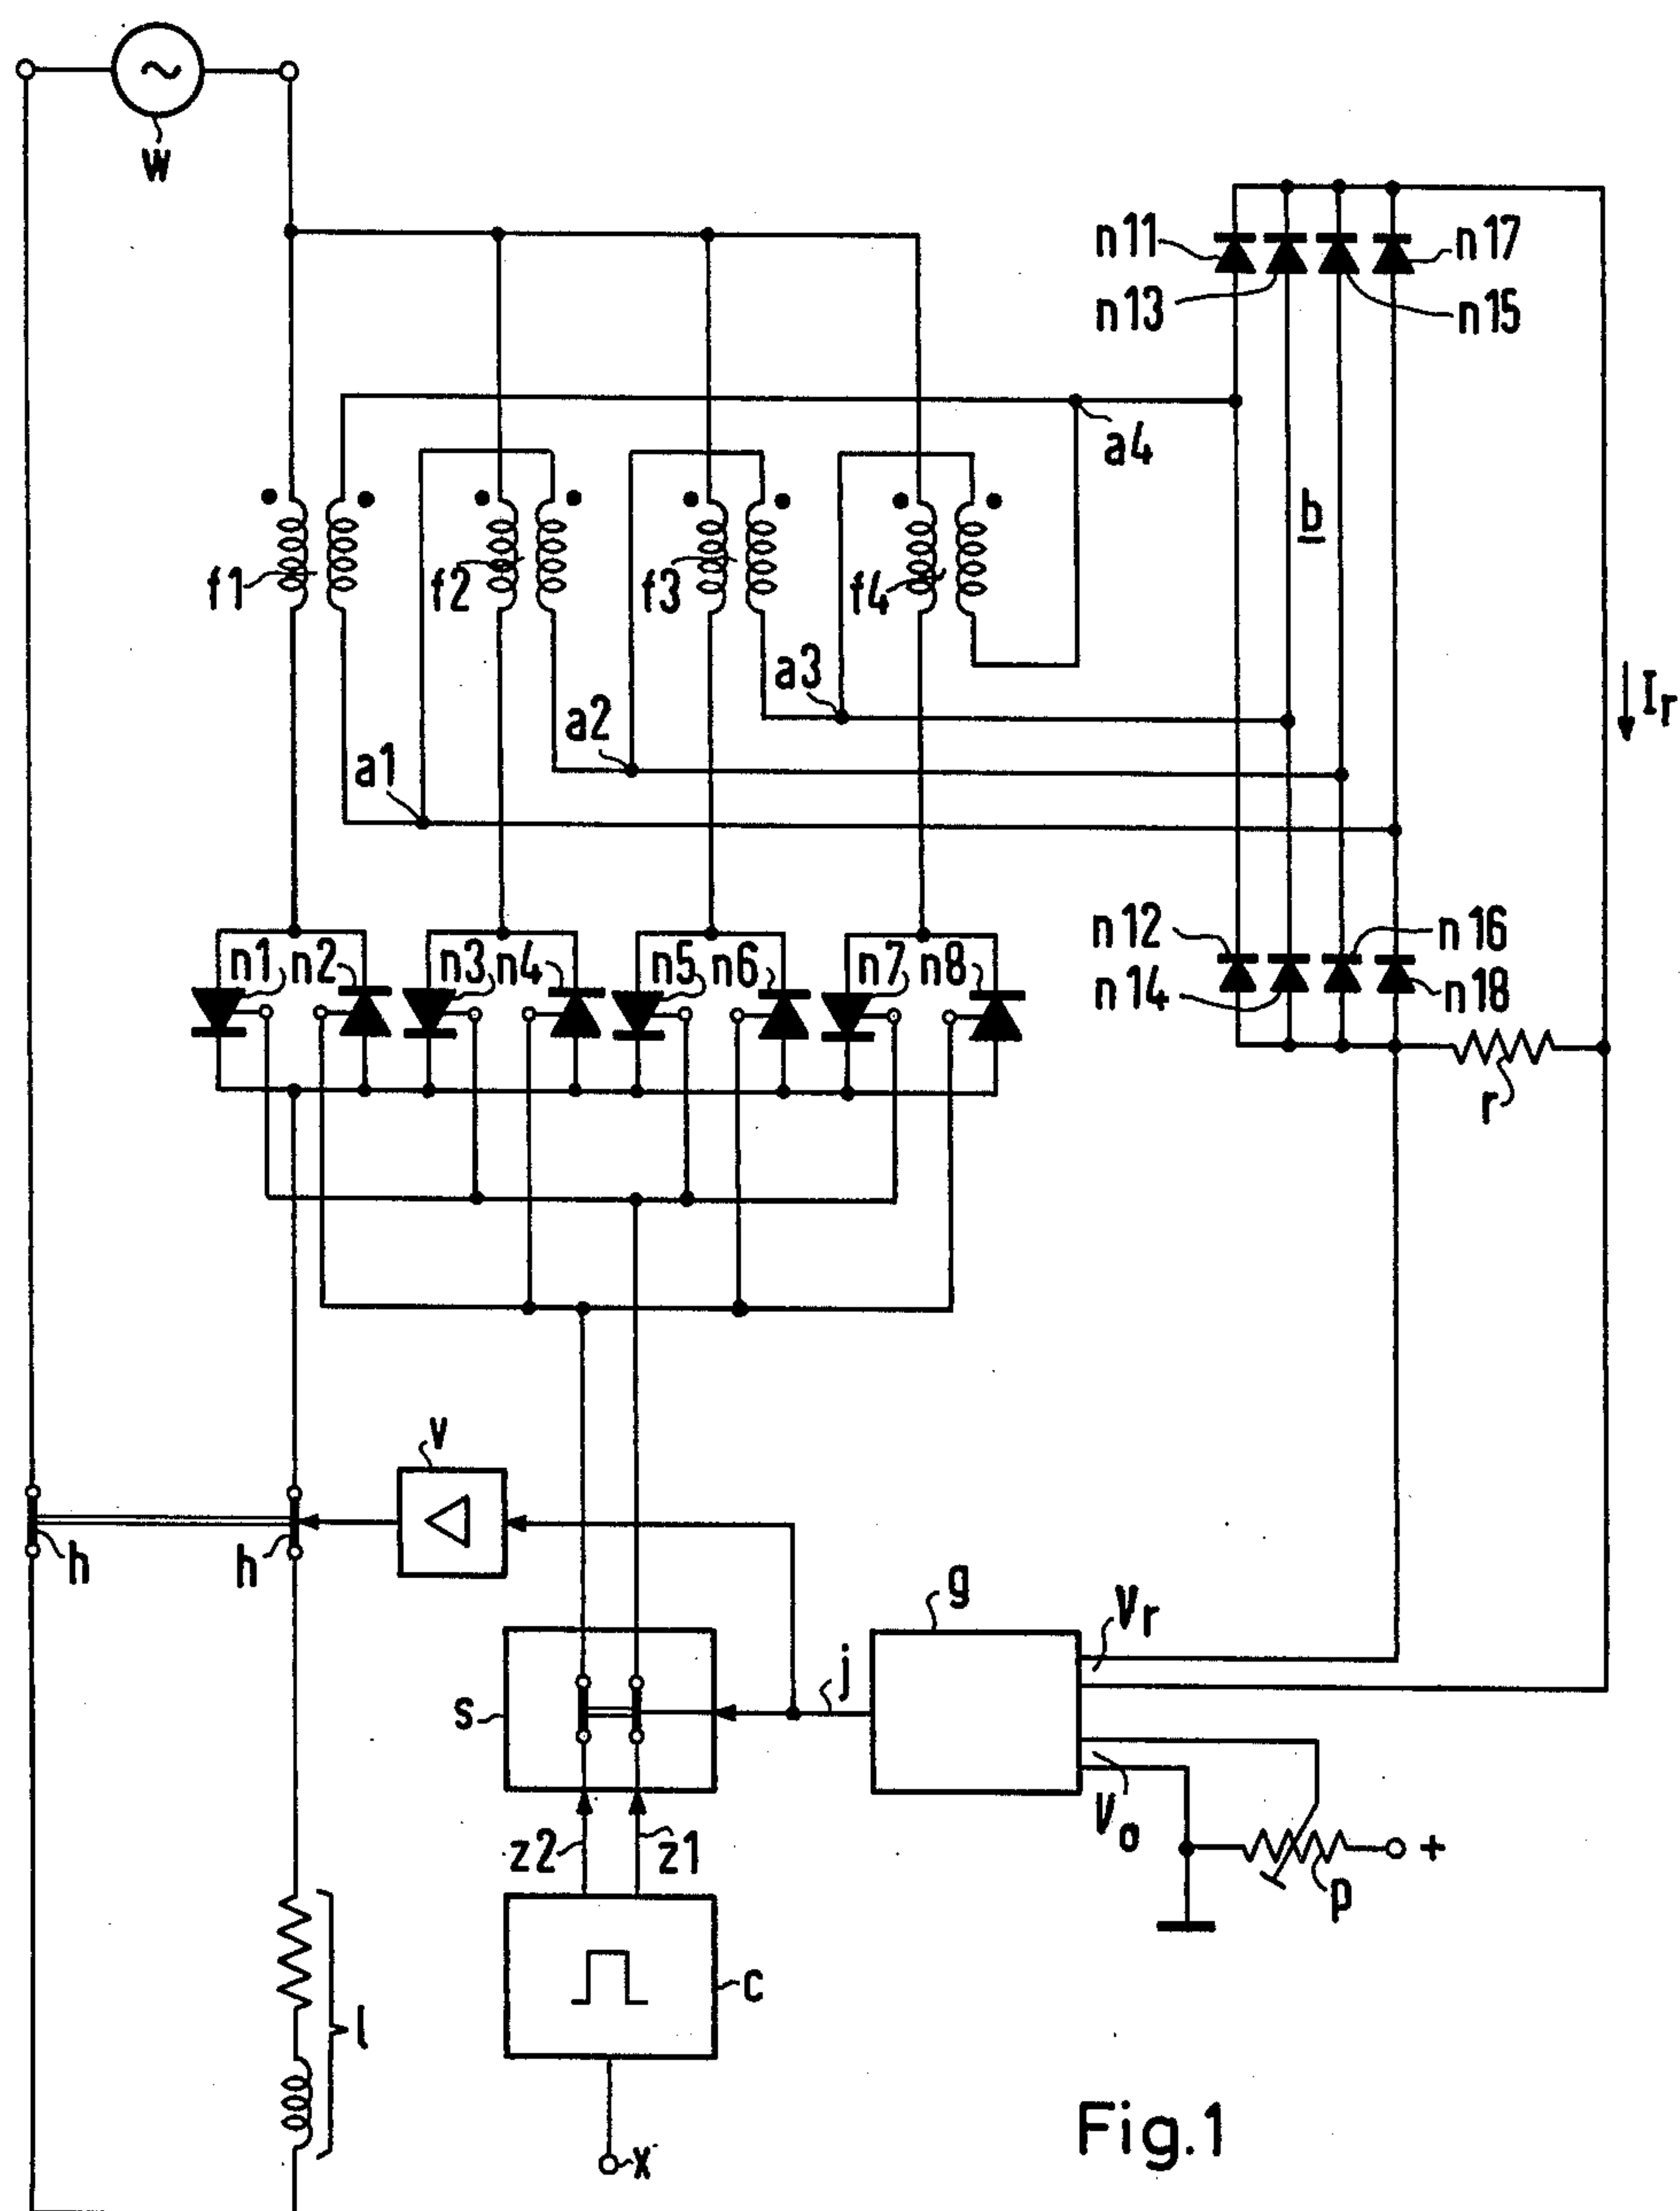 ~
w
n11
n17
n13
n15
a4
b
f1
f2
f3
f4
a3
Ir
a2
a1
n12
n16
n1
n2
n3
n4
n5
n6
n7
n8
n14
n18
r
v
h
h
g
Vr
j
s
Vo
z2
z1
+
p
c
l
x
Fig.1